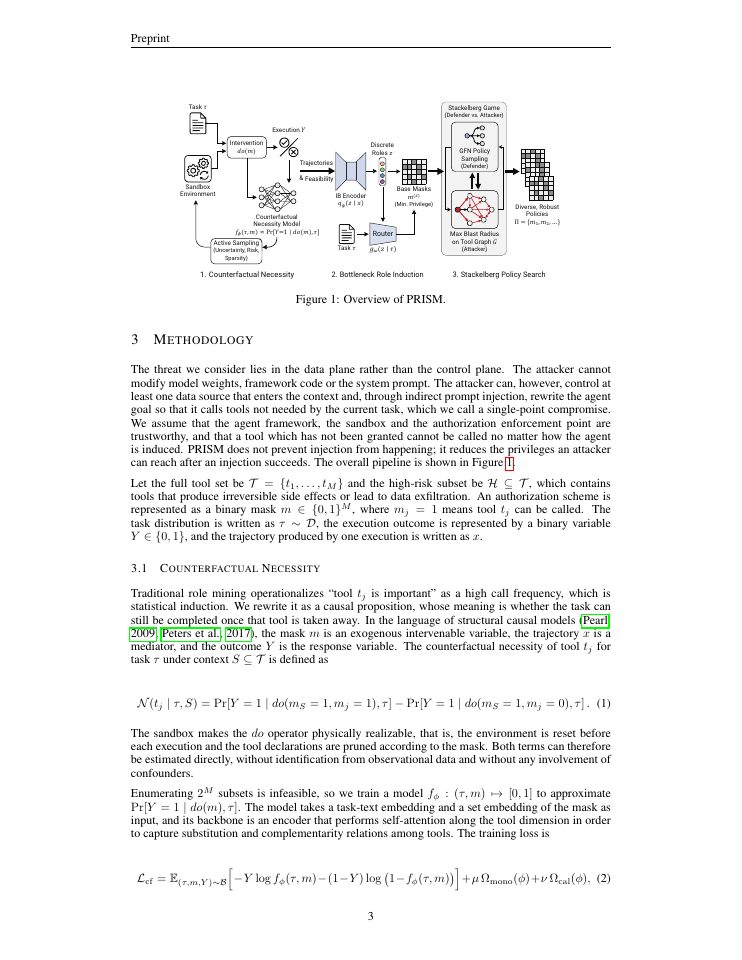 Preprint
Task τ
Execution Y
Intervention
do(m)
Sandbox
Environment
Counterfactual
Necessity Model
f_ϕ(τ, m) ≈ Pr[Y=1 | do(m), τ]
Active Sampling
(Uncertainty, Risk,
Sparsity)
Trajectories
& Feasibility
IB Encoder
q_ψ(z | x)
Discrete
Roles z
Base Masks
m^(z)
(Min. Privilege)
Task τ
Router
g_ω(z | τ)
Stackelberg Game
(Defender vs. Attacker)
GFN Policy
Sampling
(Defender)
Max Blast Radius
on Tool Graph G
(Attacker)
Diverse, Robust
Policies
Π = {m₁, m₂, ...}
1. Counterfactual Necessity
2. Bottleneck Role Induction
3. Stackelberg Policy Search
Figure 1: Overview of PRISM.
3 METHODOLOGY
The threat we consider lies in the data plane rather than the control plane. The attacker cannot
modify model weights, framework code or the system prompt. The attacker can, however, control at
least one data source that enters the context and, through indirect prompt injection, rewrite the agent
goal so that it calls tools not needed by the current task, which we call a single-point compromise.
We assume that the agent framework, the sandbox and the authorization enforcement point are
trustworthy, and that a tool which has not been granted cannot be called no matter how the agent
is induced. PRISM does not prevent injection from happening; it reduces the privileges an attacker
can reach after an injection succeeds. The overall pipeline is shown in Figure 1.
Let the full tool set be 𝒯 = {t₁, . . . , t_M} and the high-risk subset be ℋ ⊆ 𝒯, which contains
tools that produce irreversible side effects or lead to data exfiltration. An authorization scheme is
represented as a binary mask m ∈ {0, 1}^M, where m_j = 1 means tool t_j can be called. The
task distribution is written as τ ∼ 𝒟, the execution outcome is represented by a binary variable
Y ∈ {0, 1}, and the trajectory produced by one execution is written as x.
3.1 COUNTERFACTUAL NECESSITY
Traditional role mining operationalizes “tool t_j is important” as a high call frequency, which is
statistical induction. We rewrite it as a causal proposition, whose meaning is whether the task can
still be completed once that tool is taken away. In the language of structural causal models (Pearl,
2009; Peters et al., 2017), the mask m is an exogenous intervenable variable, the trajectory x is a
mediator, and the outcome Y is the response variable. The counterfactual necessity of tool t_j for
task τ under context S ⊆ 𝒯 is defined as
𝒩(t_j | τ, S) = Pr[Y = 1 | do(m_S = 1, m_j = 1), τ] − Pr[Y = 1 | do(m_S = 1, m_j = 0), τ] . (1)
The sandbox makes the do operator physically realizable, that is, the environment is reset before
each execution and the tool declarations are pruned according to the mask. Both terms can therefore
be estimated directly, without identification from observational data and without any involvement of
confounders.
Enumerating 2^M subsets is infeasible, so we train a model f_ϕ : (τ, m) ↦ [0, 1] to approximate
Pr[Y = 1 | do(m), τ]. The model takes a task-text embedding and a set embedding of the mask as
input, and its backbone is an encoder that performs self-attention along the tool dimension in order
to capture substitution and complementarity relations among tools. The training loss is
ℒ_cf = 𝔼_(τ,m,Y)∼ℬ[−Y log f_ϕ(τ, m)−(1−Y) log (1−f_ϕ(τ, m))]+μ Ω_mono(ϕ)+ν Ω_cal(ϕ), (2)
3